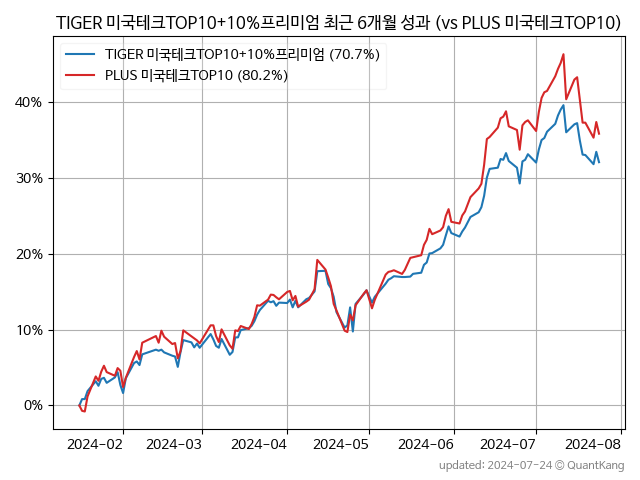 TIGER 미국테크TOP10+10%프리미엄 최근 6개월 성과 (vs PLUS 미국테크TOP10)
TIGER 미국테크TOP10+10%프리미엄 (70.7%)
PLUS 미국테크TOP10 (80.2%)
40%
30%
20%
10%
0%
2024-02 2024-03 2024-04 2024-05 2024-06 2024-07 2024-08
updated: 2024-07-24 @ QuantKang